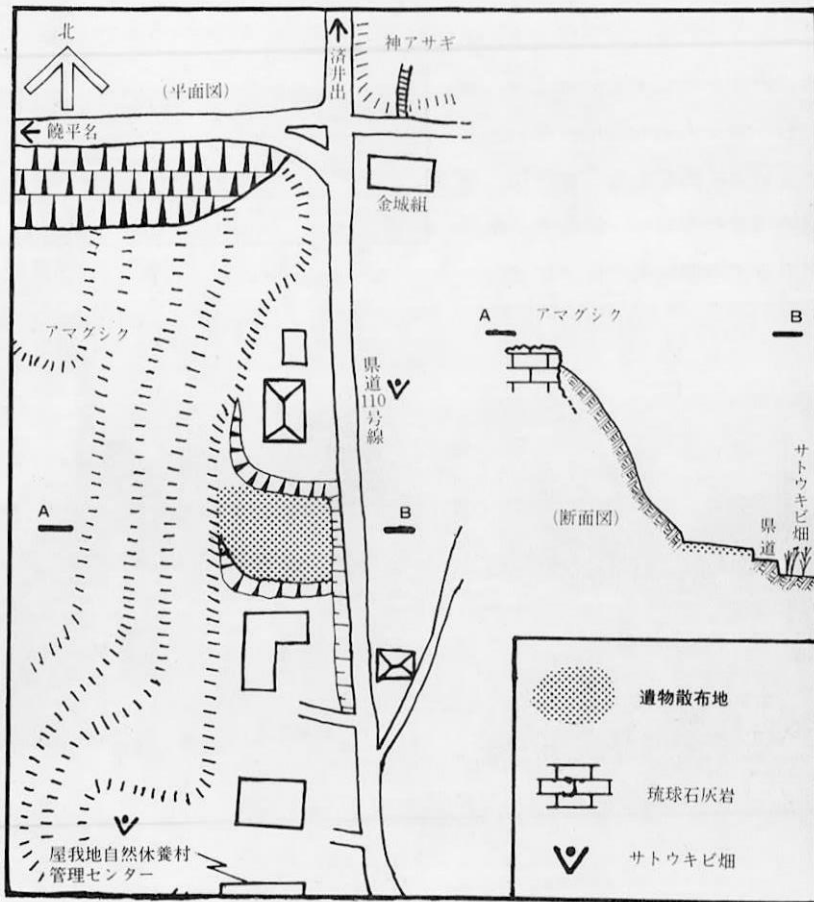 北
(平面図)
済井出
神アサギ
饒平名
金城組
アマグシク
県道110号線
A
B
A
アマグシク
B
(断面図)
県道
サトウキビ畑
屋我地自然休養村
管理センター
遺物散布地
琉球石灰岩
サトウキビ畑